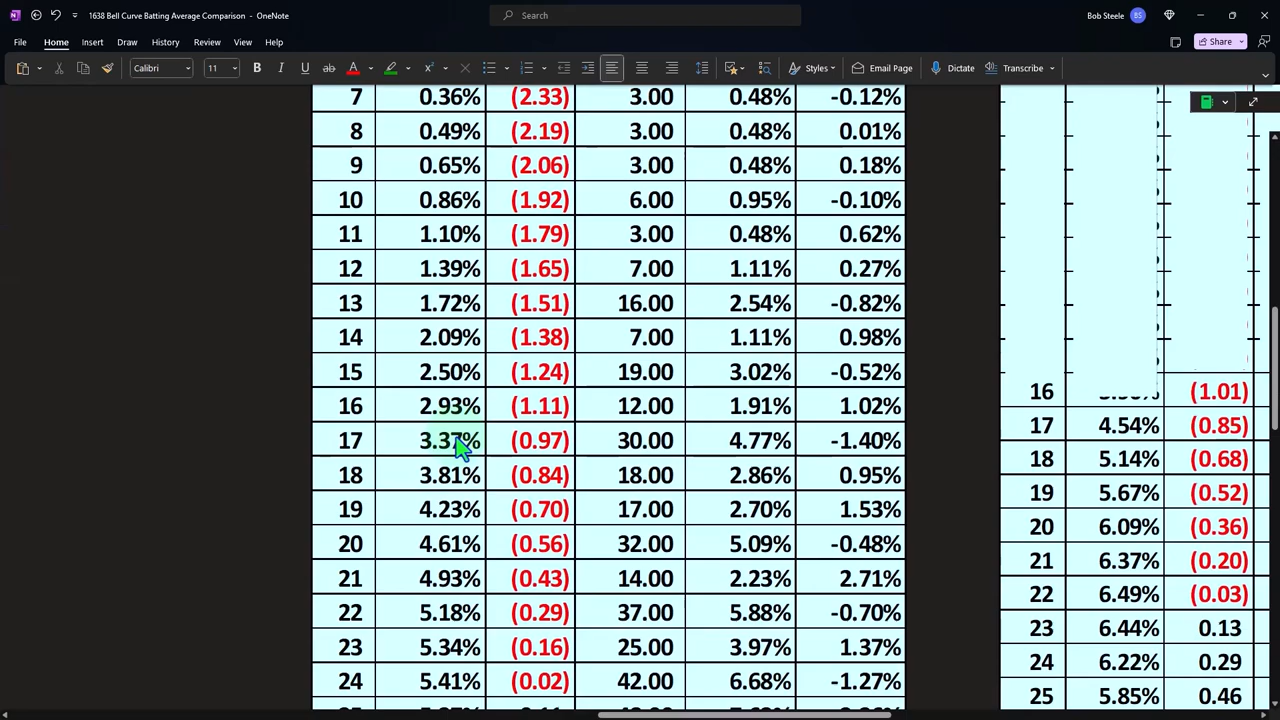 1638 Bell Curve Batting Average Comparison - OneNote
Search
Bob Steele BS
File Home Insert Draw History Review View Help
Share
Calibri 11 B I U ab A Styles Email Page Dictate Transcribe
7 0.36% (2.33) 3.00 0.48% -0.12%
8 0.49% (2.19) 3.00 0.48% 0.01%
9 0.65% (2.06) 3.00 0.48% 0.18%
10 0.86% (1.92) 6.00 0.95% -0.10%
11 1.10% (1.79) 3.00 0.48% 0.62%
12 1.39% (1.65) 7.00 1.11% 0.27%
13 1.72% (1.51) 16.00 2.54% -0.82%
14 2.09% (1.38) 7.00 1.11% 0.98%
15 2.50% (1.24) 19.00 3.02% -0.52%
16 2.93% (1.11) 12.00 1.91% 1.02%
17 3.37% (0.97) 30.00 4.77% -1.40%
18 3.81% (0.84) 18.00 2.86% 0.95%
19 4.23% (0.70) 17.00 2.70% 1.53%
20 4.61% (0.56) 32.00 5.09% -0.48%
21 4.93% (0.43) 14.00 2.23% 2.71%
22 5.18% (0.29) 37.00 5.88% -0.70%
23 5.34% (0.16) 25.00 3.97% 1.37%
24 5.41% (0.02) 42.00 6.68% -1.27%
16 (1.01)
17 4.54% (0.85)
18 5.14% (0.68)
19 5.67% (0.52)
20 6.09% (0.36)
21 6.37% (0.20)
22 6.49% (0.03)
23 6.44% 0.13
24 6.22% 0.29
25 5.85% 0.46